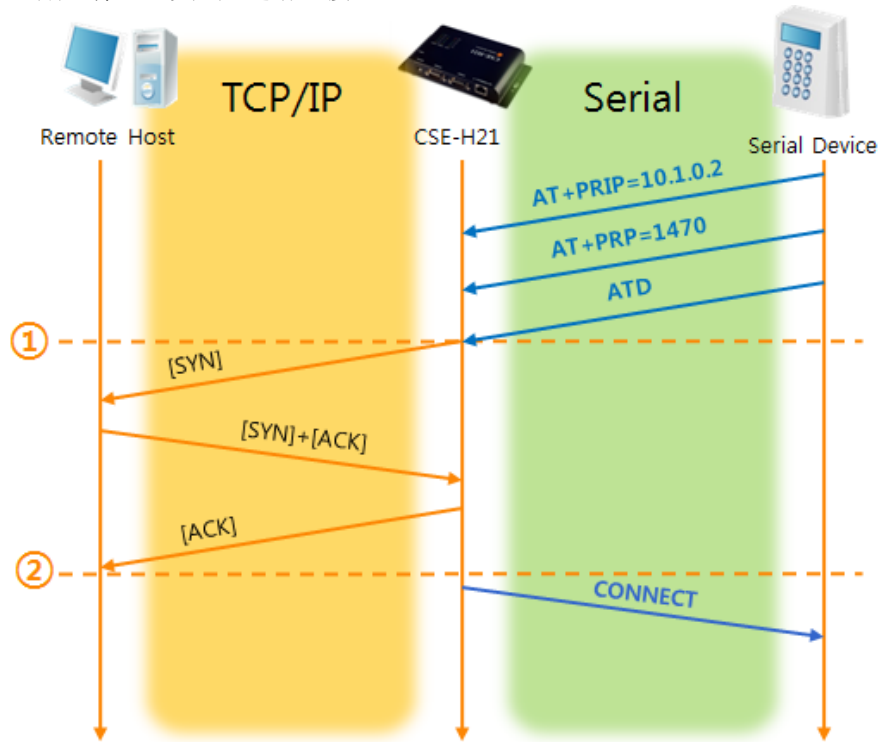 TCP/IP
Serial
Remote Host
CSE-H21
Serial Device
AT+PRIP=10.1.0.2
AT+PRP=1470
ATD
①
[SYN]
[SYN]+[ACK]
[ACK]
②
CONNECT